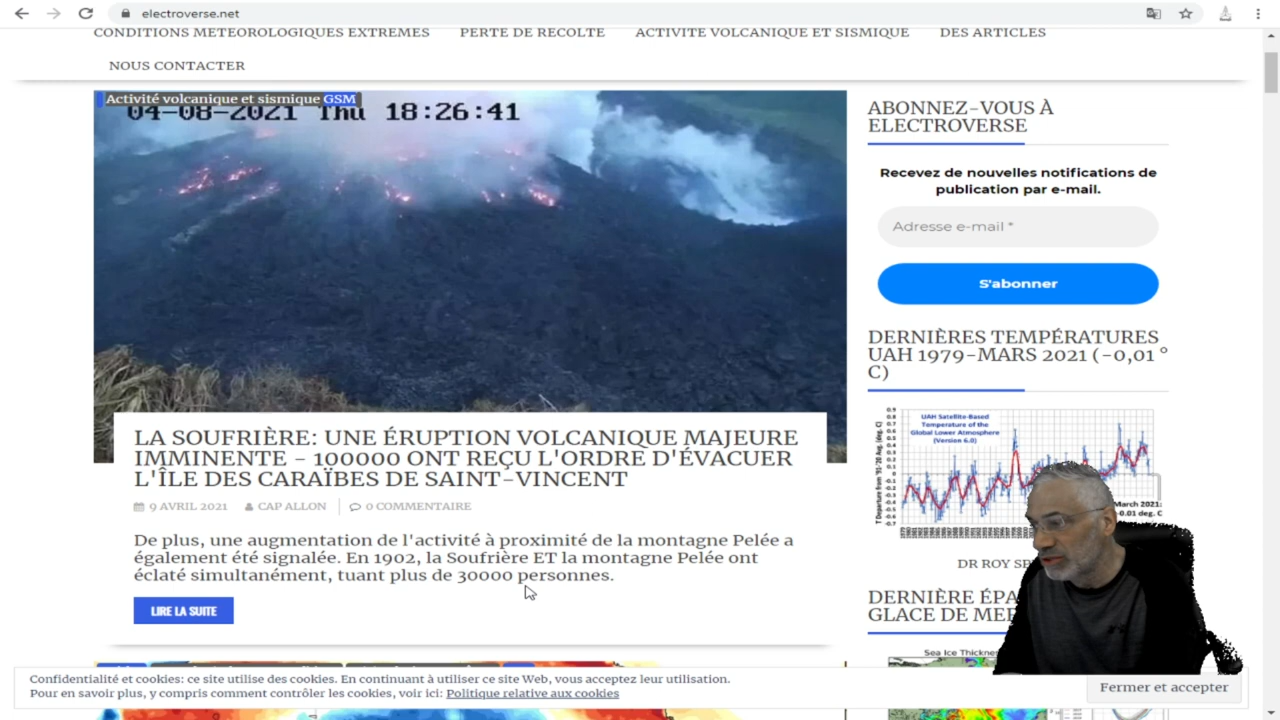 electroverse.net
CONDITIONS METEOROLOGIQUES EXTREMES PERTE DE RECOLTE ACTIVITE VOLCANIQUE ET SISMIQUE DES ARTICLES
NOUS CONTACTER
Activité volcanique et sismique GSM
04-08-2021 Thu 18:26:41
LA SOUFRIÈRE: UNE ÉRUPTION VOLCANIQUE MAJEURE
IMMINENTE - 100000 ONT REÇU L'ORDRE D'ÉVACUER
L'ÎLE DES CARAÏBES DE SAINT-VINCENT
9 AVRIL 2021 CAP ALLON 0 COMMENTAIRE
De plus, une augmentation de l'activité à proximité de la montagne Pelée a
également été signalée. En 1902, la Soufrière ET la montagne Pelée ont
éclaté simultanément, tuant plus de 30000 personnes.
LIRE LA SUITE
ABONNEZ-VOUS À
ELECTROVERSE
Recevez de nouvelles notifications de
publication par e-mail.
Adresse e-mail *
S'abonner
DERNIÈRES TEMPÉRATURES
UAH 1979-MARS 2021 (-0,01 °
C)
UAH Satellite-Based
Temperature of the
Global Lower Atmosphere
(Version 6.0)
T Departure from '91-'20 Avg. (deg. C)
March 2021:
-0.01 deg. C
DR ROY
DERNIÈRE
GLACE DE
Sea Ice
Confidentialité et cookies: ce site utilise des cookies. En continuant à utiliser ce site Web, vous acceptez leur utilisation.
Pour en savoir plus, y compris comment contrôler les cookies, voir ici: Politique relative aux cookies
Fermer et accepter